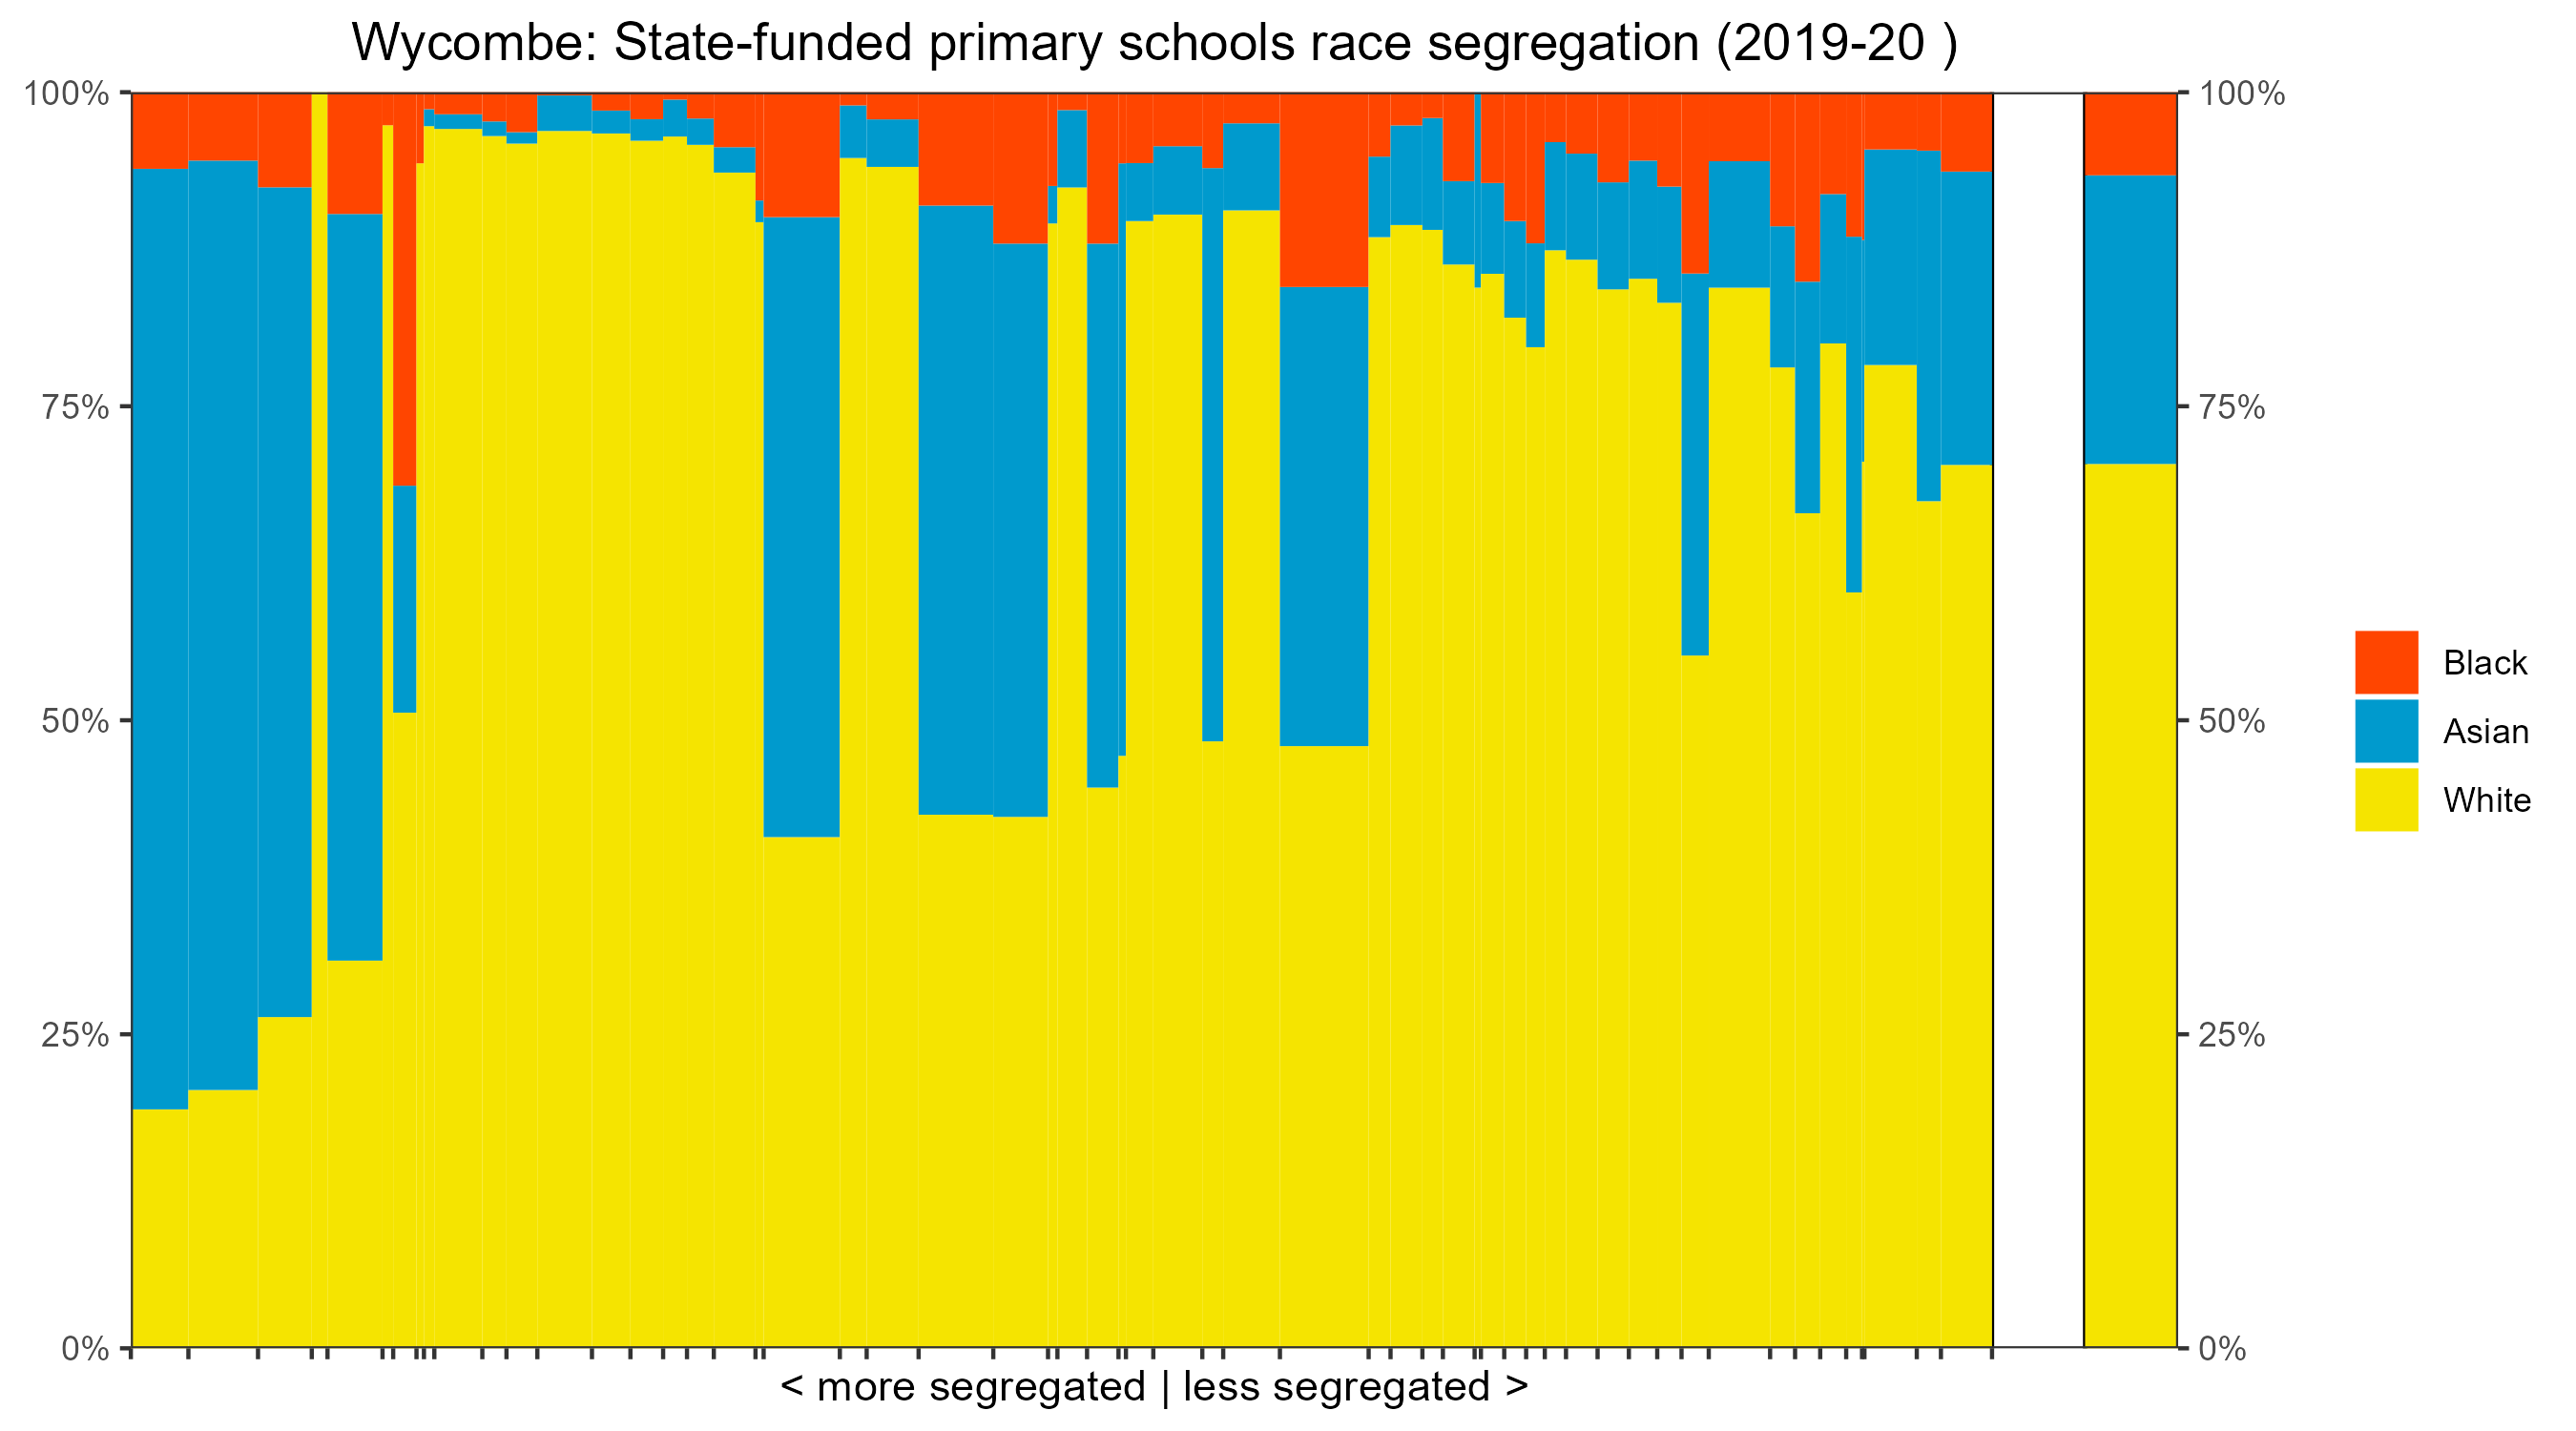 Wycombe: State-funded primary schools race segregation (2019-20 )
100%
75%
50%
25%
0%
100%
75%
50%
25%
0%
Black
Asian
White
< more segregated | less segregated >